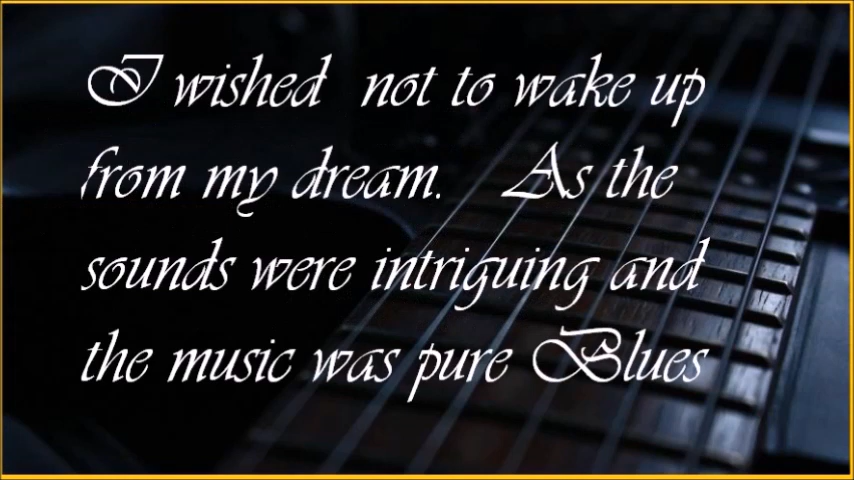 I wished not to wake up
from my dream. As the
sounds were intriguing and
the music was pure Blues